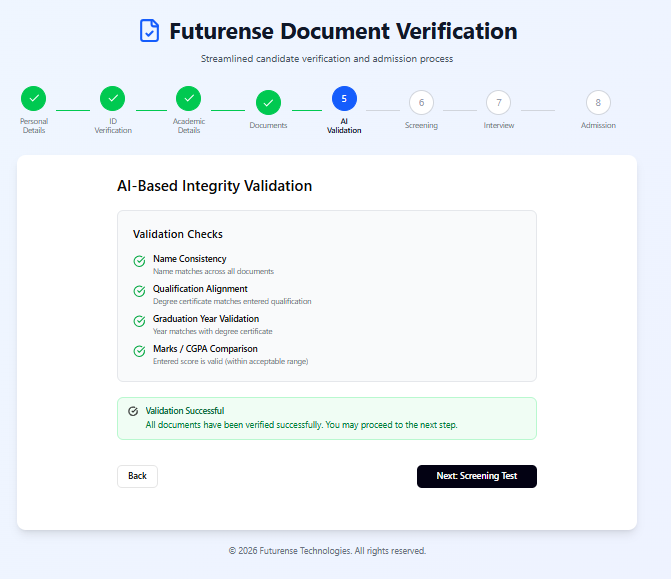 Futurense Document Verification
Streamlined candidate verification and admission process
5
6
7
8
Personal
Details
ID
Verification
Academic
Details
Documents
AI
Validation
Screening
Interview
Admission
AI-Based Integrity Validation
Validation Checks
Name Consistency
Name matches across all documents
Qualification Alignment
Degree certificate matches entered qualification
Graduation Year Validation
Year matches with degree certificate
Marks / CGPA Comparison
Entered score is valid (within acceptable range)
Validation Successful
All documents have been verified successfully. You may proceed to the next step.
Back
Next: Screening Test
© 2026 Futurense Technologies. All rights reserved.